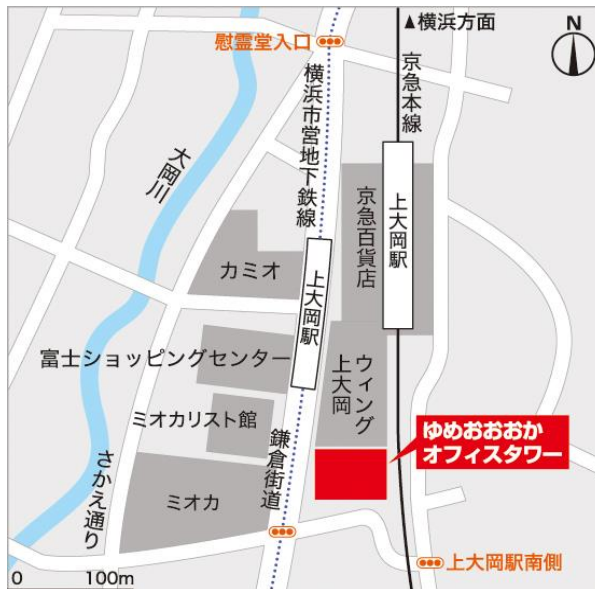 ▲横浜方面
N
慰霊堂入口
京急本線
横浜市営地下鉄線
大岡川
京急百貨店
上大岡駅
カミオ
上大岡駅
富士ショッピングセンター
ウィング
上大岡
ミオカリスト館
ゆめおおおか
オフィスタワー
鎌倉街道
さかえ通り
ミオカ
上大岡駅南側
0 100m